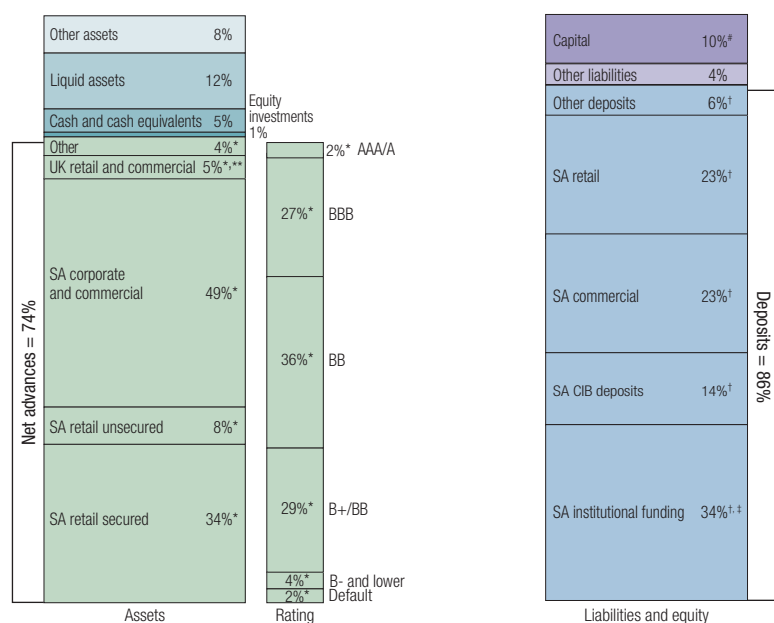 Other assets 8%
Liquid assets 12%
Equity
investments
1%
Cash and cash equivalents 5%
Other 4%*
UK retail and commercial 5%*,**
SA corporate
and commercial 49%*
SA retail unsecured 8%*
SA retail secured 34%*
Net advances = 74%
Assets
2%* AAA/A
27%* BBB
36%* BB
29%* B+/BB
4%* B- and lower
2%* Default
Rating
Capital 10%#
Other liabilities 4%
Other deposits 6%†
SA retail 23%†
SA commercial 23%†
SA CIB deposits 14%†
SA institutional funding 34%†, ‡
Deposits = 86%
Liabilities and equity